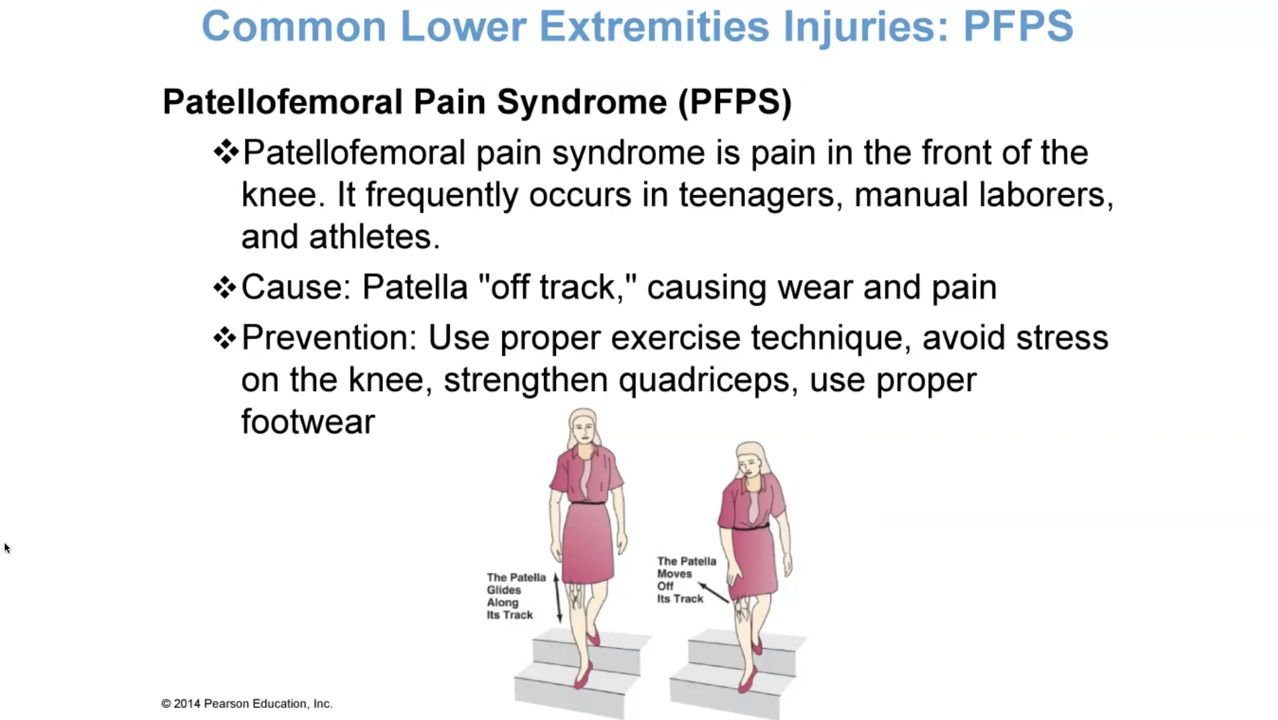 Common Lower Extremities Injuries: PFPS
Patellofemoral Pain Syndrome (PFPS)
❖Patellofemoral pain syndrome is pain in the front of the
knee. It frequently occurs in teenagers, manual laborers,
and athletes.
❖Cause: Patella "off track," causing wear and pain
❖Prevention: Use proper exercise technique, avoid stress
on the knee, strengthen quadriceps, use proper
footwear
The Patella
Glides
Along
Its Track
The Patella
Moves
Off
Its Track
© 2014 Pearson Education, Inc.